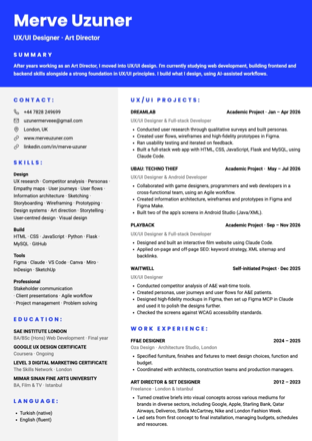 Merve Uzuner
UX/UI Designer · Art Director
SUMMARY
After years working as an Art Director, I moved into UX/UI design. I'm currently studying web development, building frontend
and backend skills alongside a strong foundation in UX/UI principles. I build what I design, using AI-assisted workflows.
CONTACT:
+44 7828 249699
uzunermervee@gmail.com
London, UK
www.merveuzuner.com
linkedin.com/in/merve-uzuner
SKILLS:
Design
UX research · Competitor analysis · Personas ·
Empathy maps · User journeys · User flows ·
Information architecture · Sketching ·
Storyboarding · Wireframing · Prototyping ·
Design systems · Art direction · Storytelling ·
User-centred design · Visual design
Build
HTML · CSS · JavaScript · Python · Flask ·
MySQL · GitHub
Tools
Figma · Claude · VS Code · Canva · Miro ·
InDesign · SketchUp
Professional
Stakeholder communication
· Client presentations · Agile workflow
· Project management · Problem solving
EDUCATION:
SAE INSTITUTE LONDON
BA/BSc (Hons) Web Development · Final year
GOOGLE UX DESIGN CERTIFICATE
Coursera · Ongoing
LEVEL 3 DIGITAL MARKETING CERTIFICATE
The Skills Network · London
MIMAR SINAN FINE ARTS UNIVERSITY
BA, Film & TV · Istanbul
LANGUAGE:
Turkish (native)
English (fluent)
UX/UI PROJECTS:
DREAMLAB Academic Project · Jan – Apr 2026
UX/UI Designer & Full-stack Developer
Conducted user research through qualitative surveys and built personas.
Created user flows, wireframes and high-fidelity prototypes in Figma.
Ran usability testing and iterated on feedback.
Built a full-stack web app with HTML, CSS, JavaScript, Flask and MySQL, using
Claude Code.
UBAU: TECHNO THIEF Academic Project · May – Jul 2026
UX/UI Designer & Android Developer
Collaborated with game designers, programmers and web developers in a
cross-functional team, using an Agile workflow.
Created information architecture, wireframes and prototypes in Figma and
Figma Make.
Built two of the app's screens in Android Studio (Java/XML).
PLAYBACK Academic Project · Sep – Nov 2026
UX/UI Designer & Full-stack Developer
Designed and built an interactive film website using Claude Code.
Applied on-page and off-page SEO: keyword strategy, XML sitemap and
backlinks.
WAITWELL Self-initiated Project · Dec 2025
UX/UI Designer
Conducted competitor analysis of A&E wait-time tools.
Created personas, user journeys and user flows for A&E patients.
Designed high-fidelity mockups in Figma, then set up Figma MCP in Claude
and used it to polish the designs further.
Checked the screens against WCAG accessibility standards.
WORK EXPERIENCE:
FF&E DESIGNER 2024 – 2025
Design · Architecture Studio, London
Specified furniture, finishes and fixtures to meet design choices, function and
budget.
Coordinated with architects, construction teams and production managers.
ART DIRECTOR & SET DESIGNER 2012 – 2023
Freelance · London & Istanbul
Turned creative briefs into visual concepts across various mediums for
brands in diverse sectors, including Google, Apple, Starling Bank, Qatar
Airways, Deliveroo, Stella McCartney, Nike and London Fashion Week.
Led sets from first concept to final installation, managing budgets, schedules
and resources.